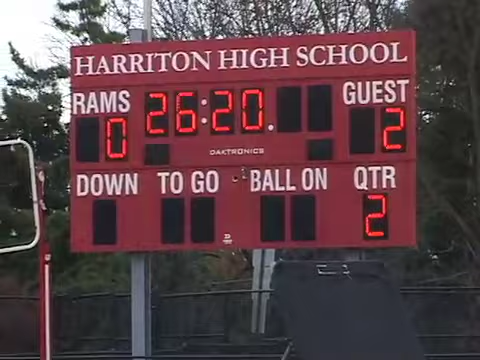 HARRITON HIGH SCHOOL
RAMS 26:20. GUEST
0 2
DAKTRONICS
DOWN TO GO BALL ON QTR
2